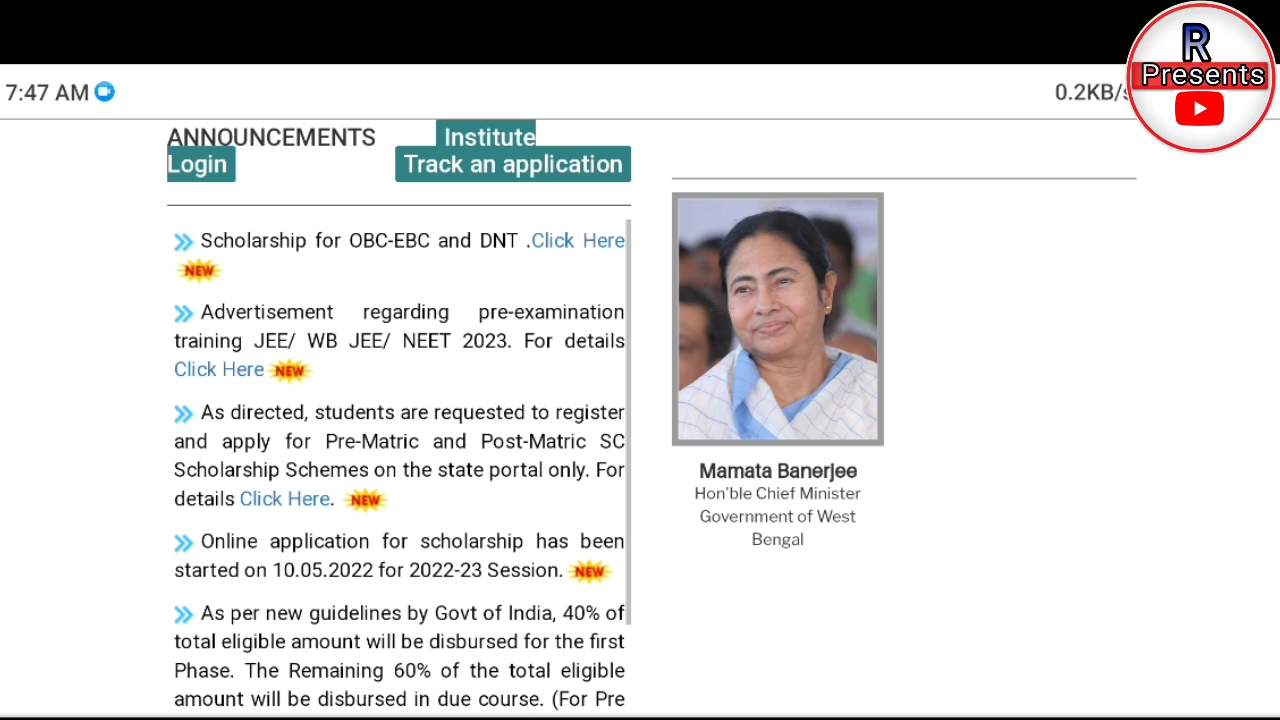 R
Presents
7:47 AM
0.2KB/s
ANNOUNCEMENTS Institute
Login Track an application
Scholarship for OBC-EBC and DNT .Click Here
NEW
Advertisement regarding pre-examination
training JEE/ WB JEE/ NEET 2023. For details
Click Here NEW
As directed, students are requested to register
and apply for Pre-Matric and Post-Matric SC
Scholarship Schemes on the state portal only. For
details Click Here. NEW
Online application for scholarship has been
started on 10.05.2022 for 2022-23 Session. NEW
As per new guidelines by Govt of India, 40% of
total eligible amount will be disbursed for the first
Phase. The Remaining 60% of the total eligible
amount will be disbursed in due course. (For Pre
Mamata Banerjee
Hon'ble Chief Minister
Government of West
Bengal